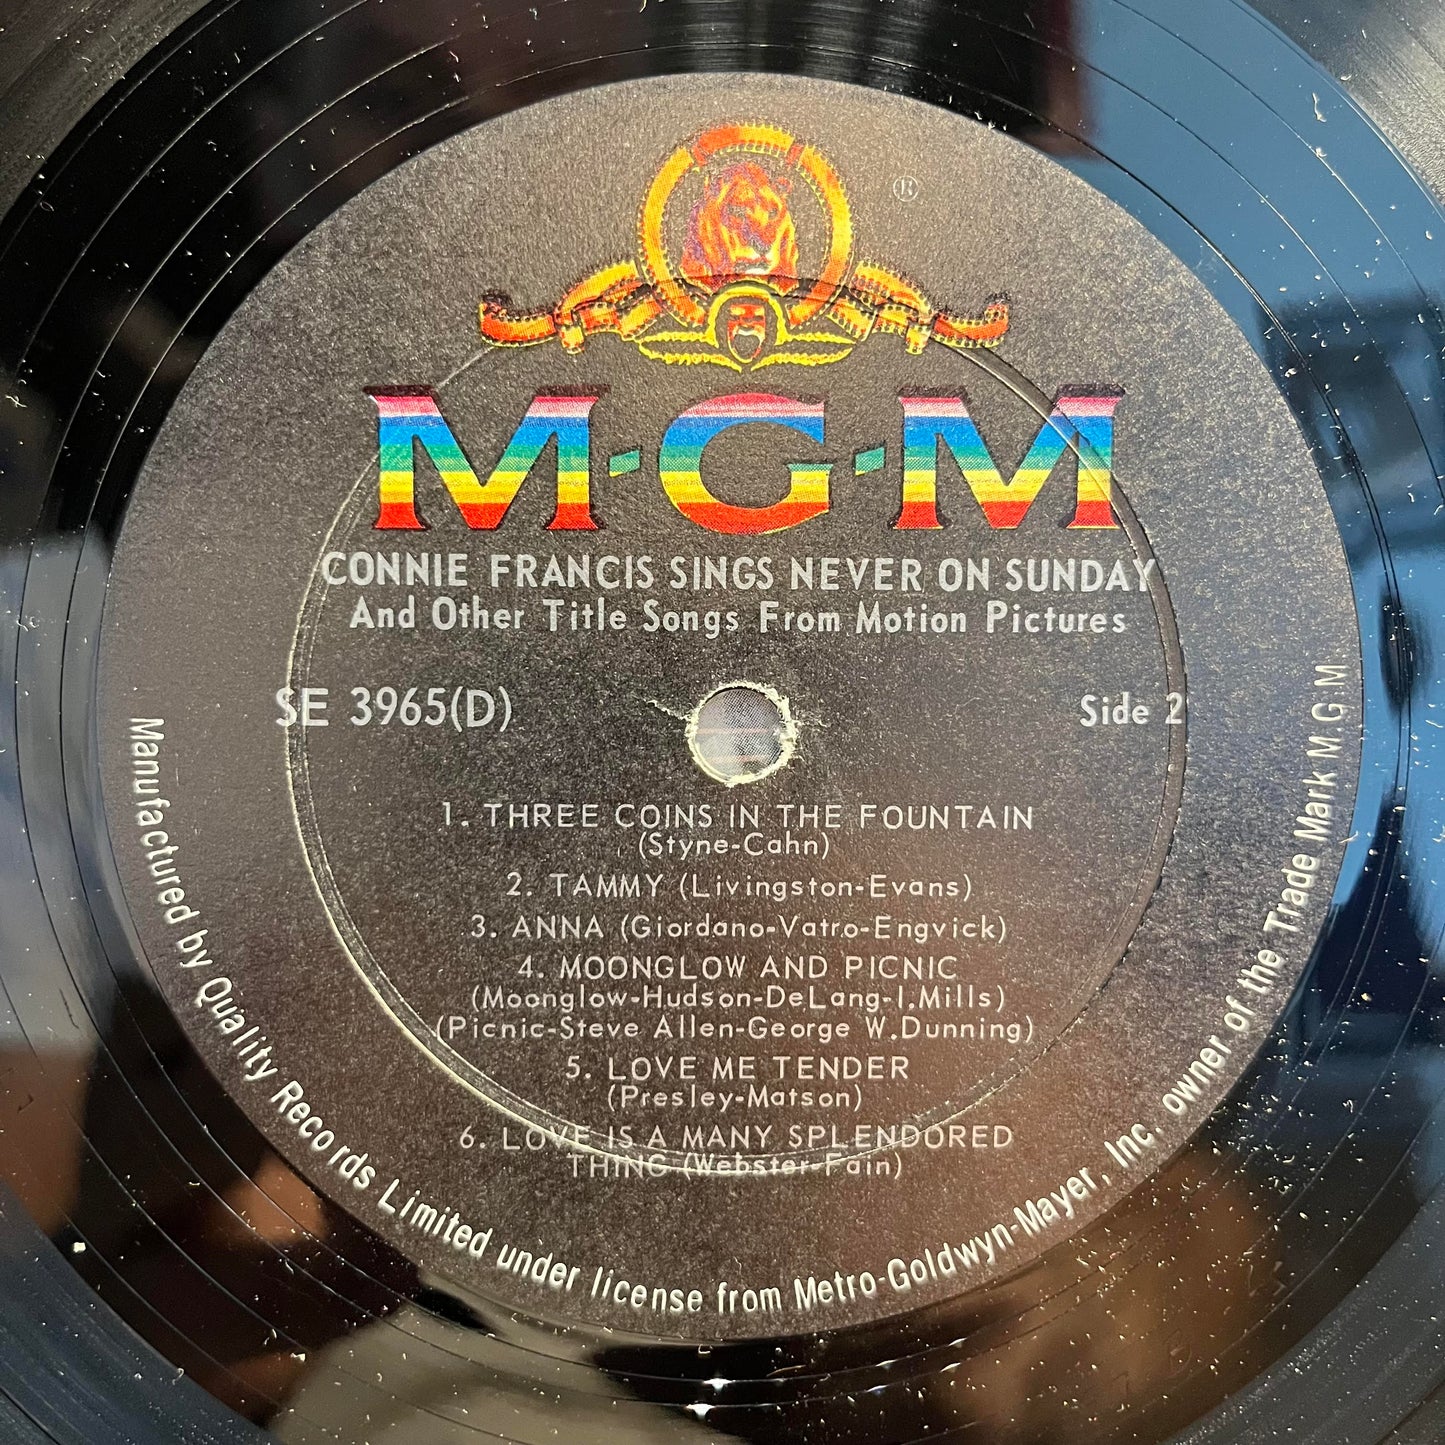 ®
M-G-M
CONNIE FRANCIS SINGS NEVER ON SUNDAY
And Other Title Songs From Motion Pictures
SE 3965(D)
Side 2
1. THREE COINS IN THE FOUNTAIN
(Styne-Cahn)
2. TAMMY (Livingston-Evans)
3. ANNA (Giordano-Vatro-Engvick)
4. MOONGLOW AND PICNIC
(Moonglow-Hudson-DeLang-I.Mills)
(Picnic-Steve Allen-George W.Dunning)
5. LOVE ME TENDER
(Presley-Matson)
6. LOVE IS A MANY SPLENDORED
THING (Webster-Fain)
Manufactured by Quality Records Limited under license from Metro-Goldwyn-Mayer, Inc. owner of the Trade Mark M.G.M.